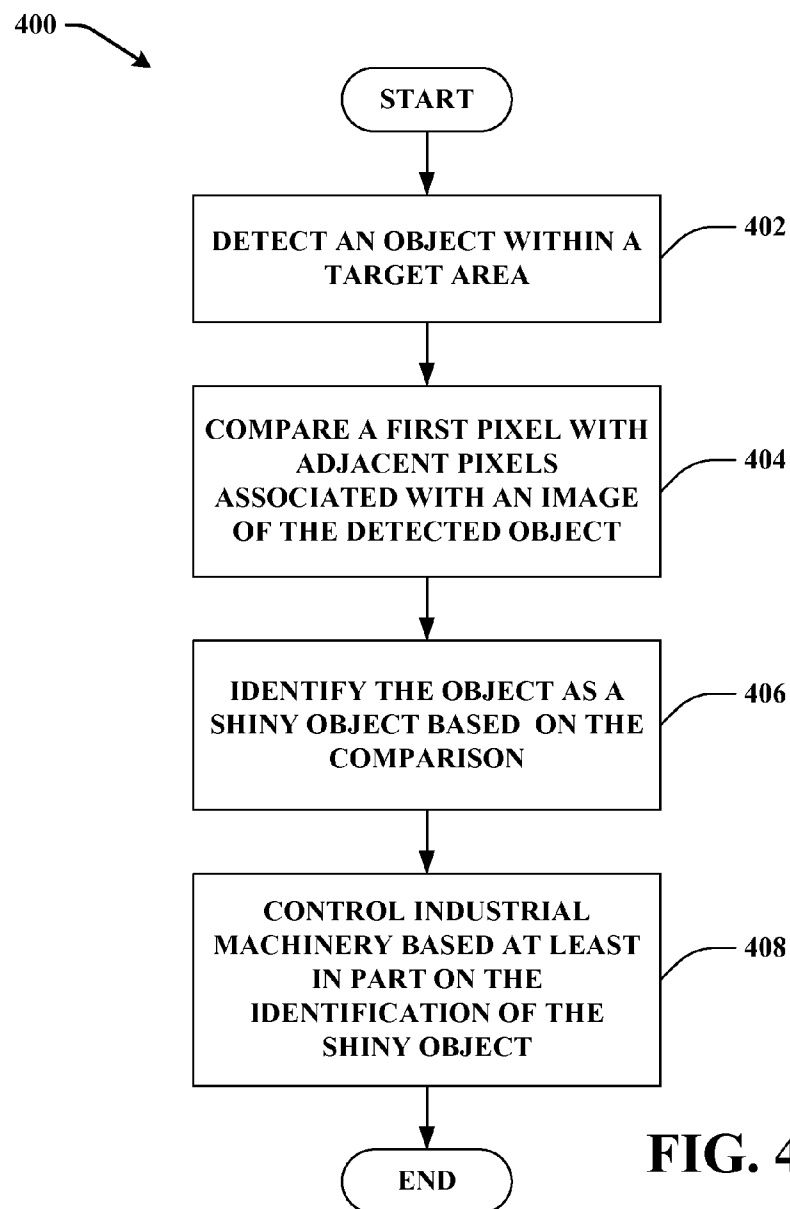 400
START
DETECT AN OBJECT WITHIN A
TARGET AREA
402
COMPARE A FIRST PIXEL WITH
ADJACENT PIXELS
ASSOCIATED WITH AN IMAGE
OF THE DETECTED OBJECT
404
IDENTIFY THE OBJECT AS A
SHINY OBJECT BASED ON THE
COMPARISON
406
CONTROL INDUSTRIAL
MACHINERY BASED AT LEAST
IN PART ON THE
IDENTIFICATION OF THE
SHINY OBJECT
408
END
FIG. 4